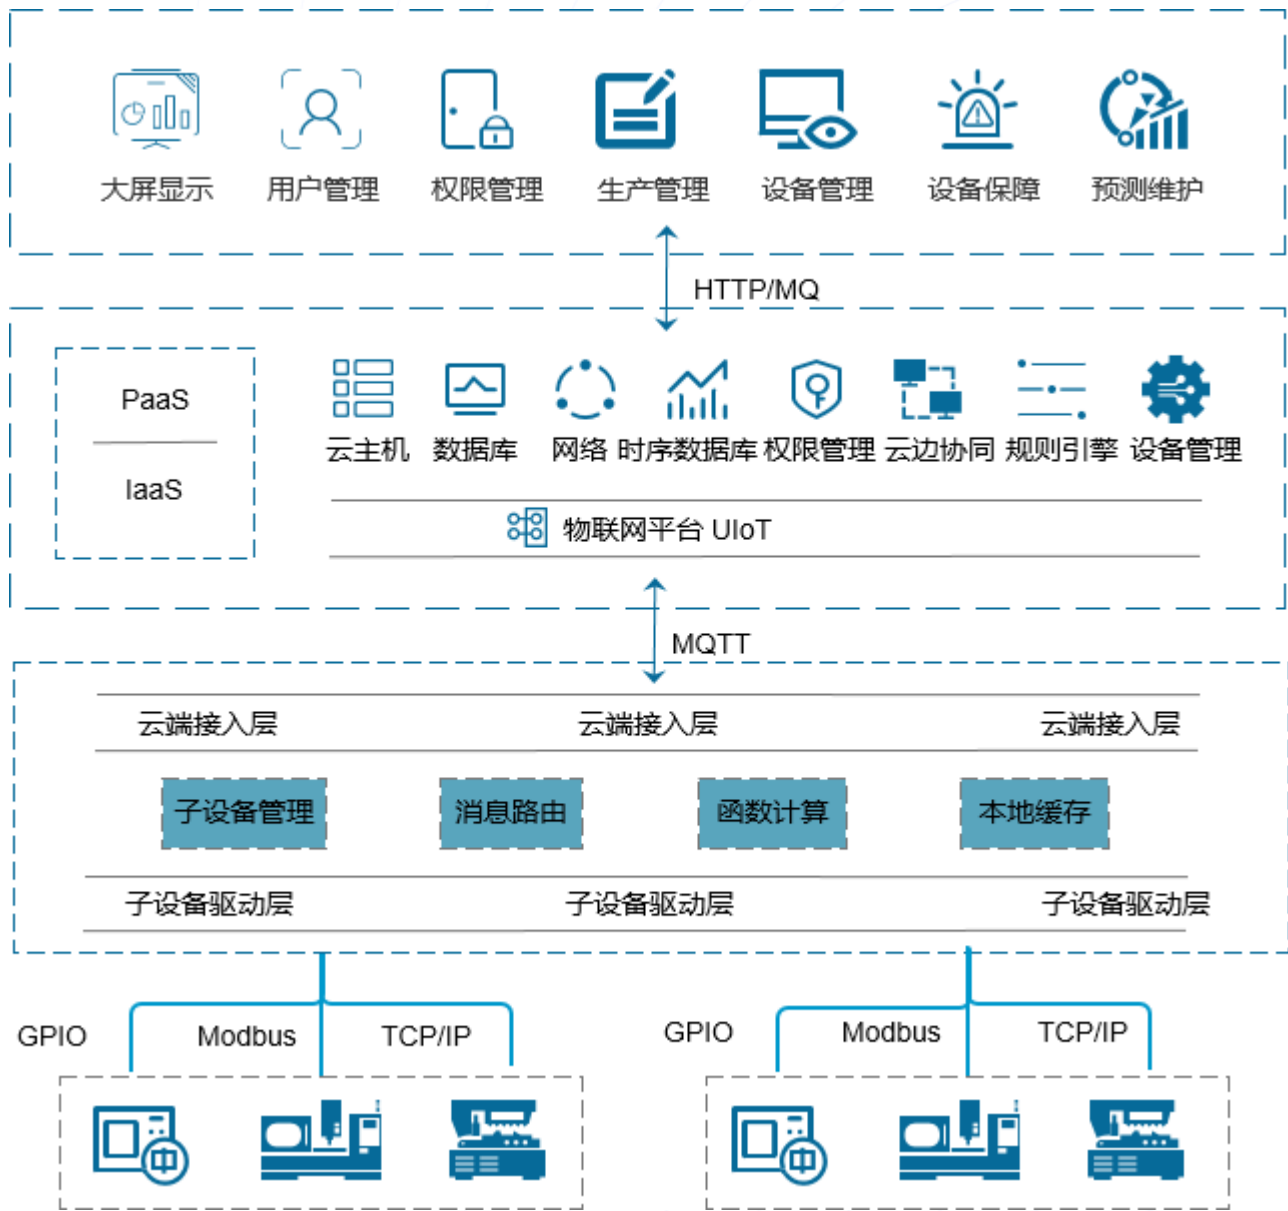 大屏显示 用户管理 权限管理 生产管理 设备管理 设备保障 预测维护
HTTP/MQ
PaaS
IaaS
云主机 数据库 网络 时序数据库 权限管理 云边协同 规则引擎 设备管理
物联网平台 UIoT
MQTT
云端接入层 云端接入层 云端接入层
子设备管理 消息路由 函数计算 本地缓存
子设备驱动层 子设备驱动层 子设备驱动层
GPIO Modbus TCP/IP GPIO Modbus TCP/IP
中 中